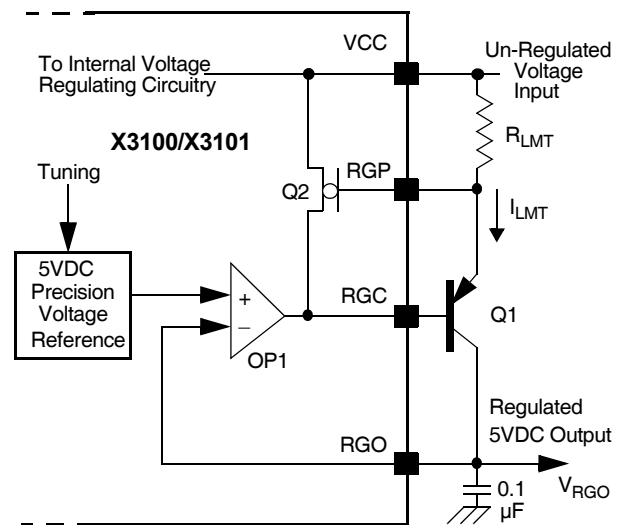 VCC
To Internal Voltage
Regulating Circuitry
Un-Regulated
Voltage
Input
X3100/X3101
RLMT
Tuning
RGP
Q2
ILMT
5VDC
Precision
Voltage
Reference
+
−
OP1
RGC
Q1
Regulated
5VDC Output
RGO
VRGO
0.1
µF